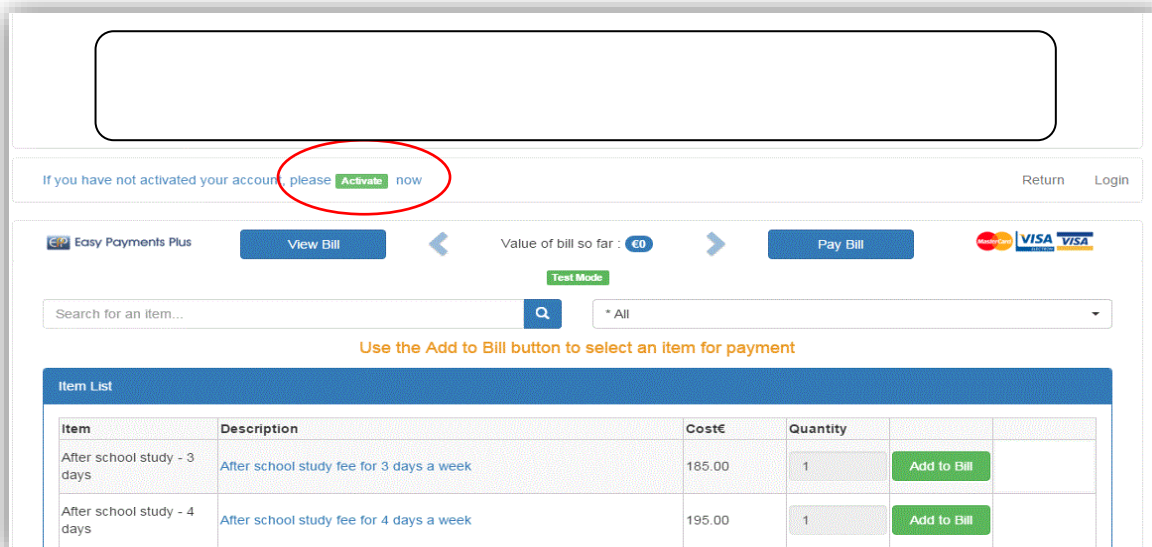 If you have not activated your account, please Activate now
Return Login
EP Easy Payments Plus
View Bill
Value of bill so far : €0
Pay Bill
MasterCard VISA VISA
Test Mode
Search for an item...
* All
Use the Add to Bill button to select an item for payment
Item List
Item Description Cost€ Quantity
After school study - 3 days After school study fee for 3 days a week 185.00 1 Add to Bill
After school study - 4 days After school study fee for 4 days a week 195.00 1 Add to Bill